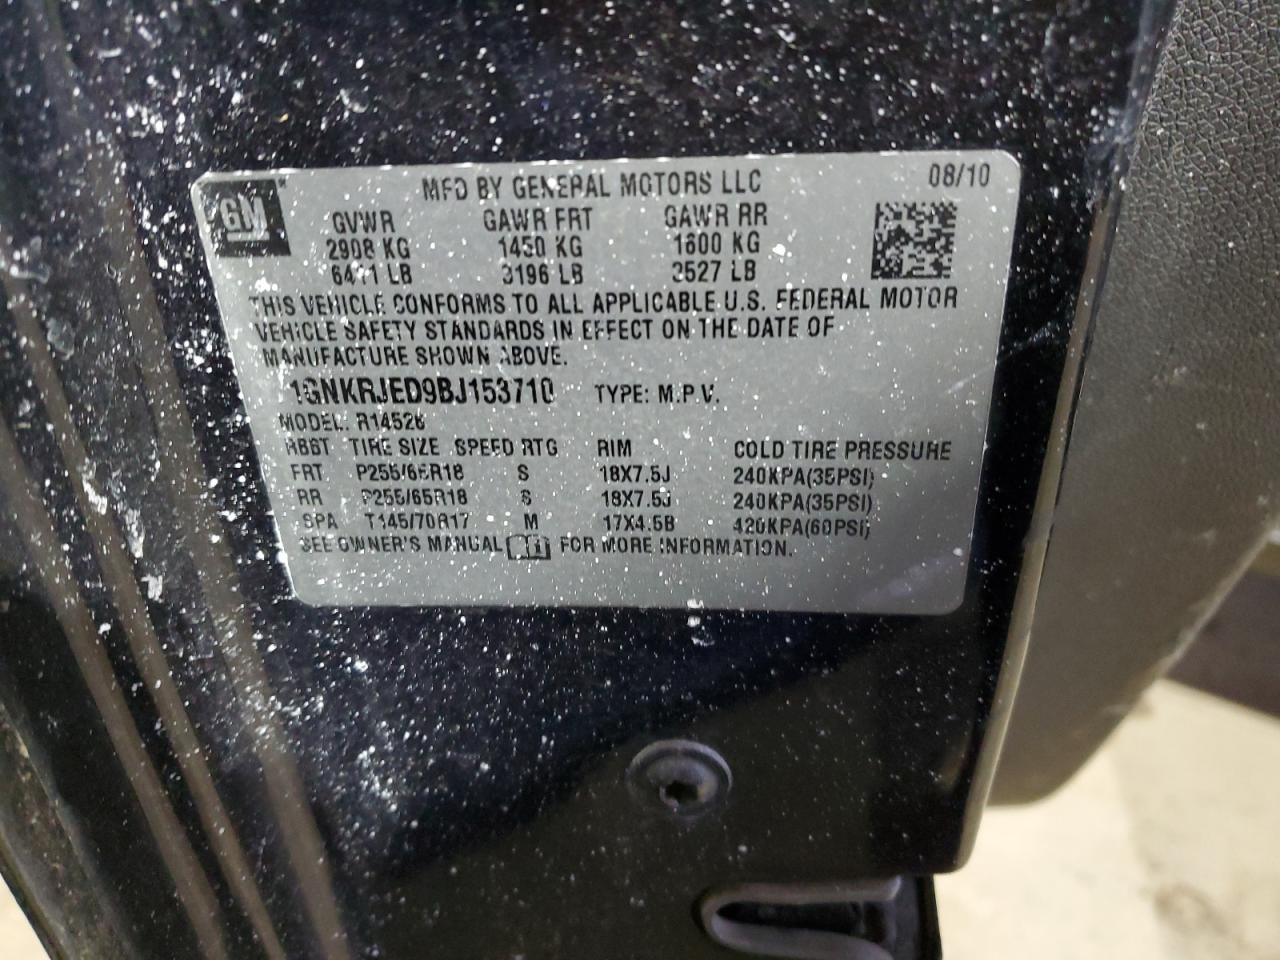 GM
MFD BY GENERAL MOTORS LLC 08/10
GVWR GAWR FRT GAWR RR
2908 KG 1450 KG 1600 KG
6411 LB 3196 LB 3527 LB
THIS VEHICLE CONFORMS TO ALL APPLICABLE U.S. FEDERAL MOTOR
VEHICLE SAFETY STANDARDS IN EFFECT ON THE DATE OF
MANUFACTURE SHOWN ABOVE.
1GNKRJED9BJ153710 TYPE: M.P.V.
MODEL: R14526
RBBT TIRE SIZE SPEED RTG RIM COLD TIRE PRESSURE
FRT P255/65R18 S 18X7.5J 240KPA(35PSI)
RR P255/65R18 S 18X7.5J 240KPA(35PSI)
SPA T145/70R17 M 17X4.5B 420KPA(60PSI)
SEE OWNER'S MANUAL FOR MORE INFORMATION.